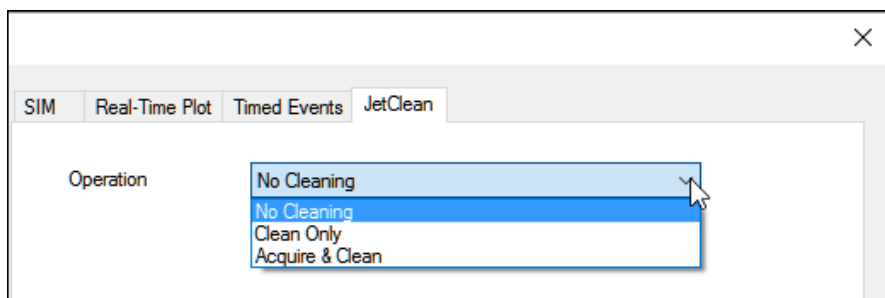 SIM Real-Time Plot Timed Events JetClean
Operation No Cleaning
No Cleaning
Clean Only
Acquire & Clean